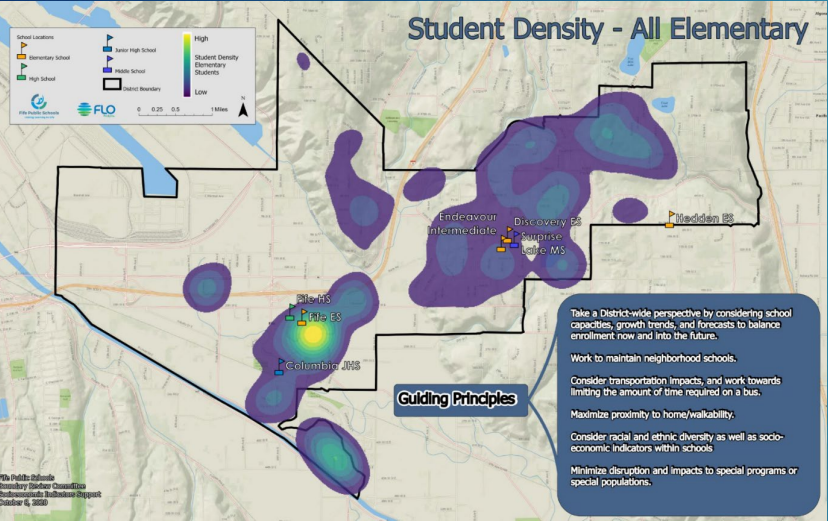 Student Density - All Elementary
School Locations
Elementary School
High School
Junior High School
Middle School
District Boundary
High
Student Density
Elementary
Students
Low
Fife Public Schools
FLO
0 0.25 0.5 1 Miles
N
Endeavour
Intermediate
Discovery ES
Surprise
Lake MS
Hedden ES
Fife HS
Fife ES
Columbia JHS
Guiding Principles
Take a District-wide perspective by considering school
capacities, growth trends, and forecasts to balance
enrollment now and into the future.
Work to maintain neighborhood schools.
Consider transportation impacts, and work towards
limiting the amount of time required on a bus.
Maximize proximity to home/walkability.
Consider racial and ethnic diversity as well as socio-
economic indicators within schools
Minimize disruption and impacts to special programs or
special populations.
Fife Public Schools
Boundary Review Committee
Socioeconomic Indicators Support
October 8, 2020